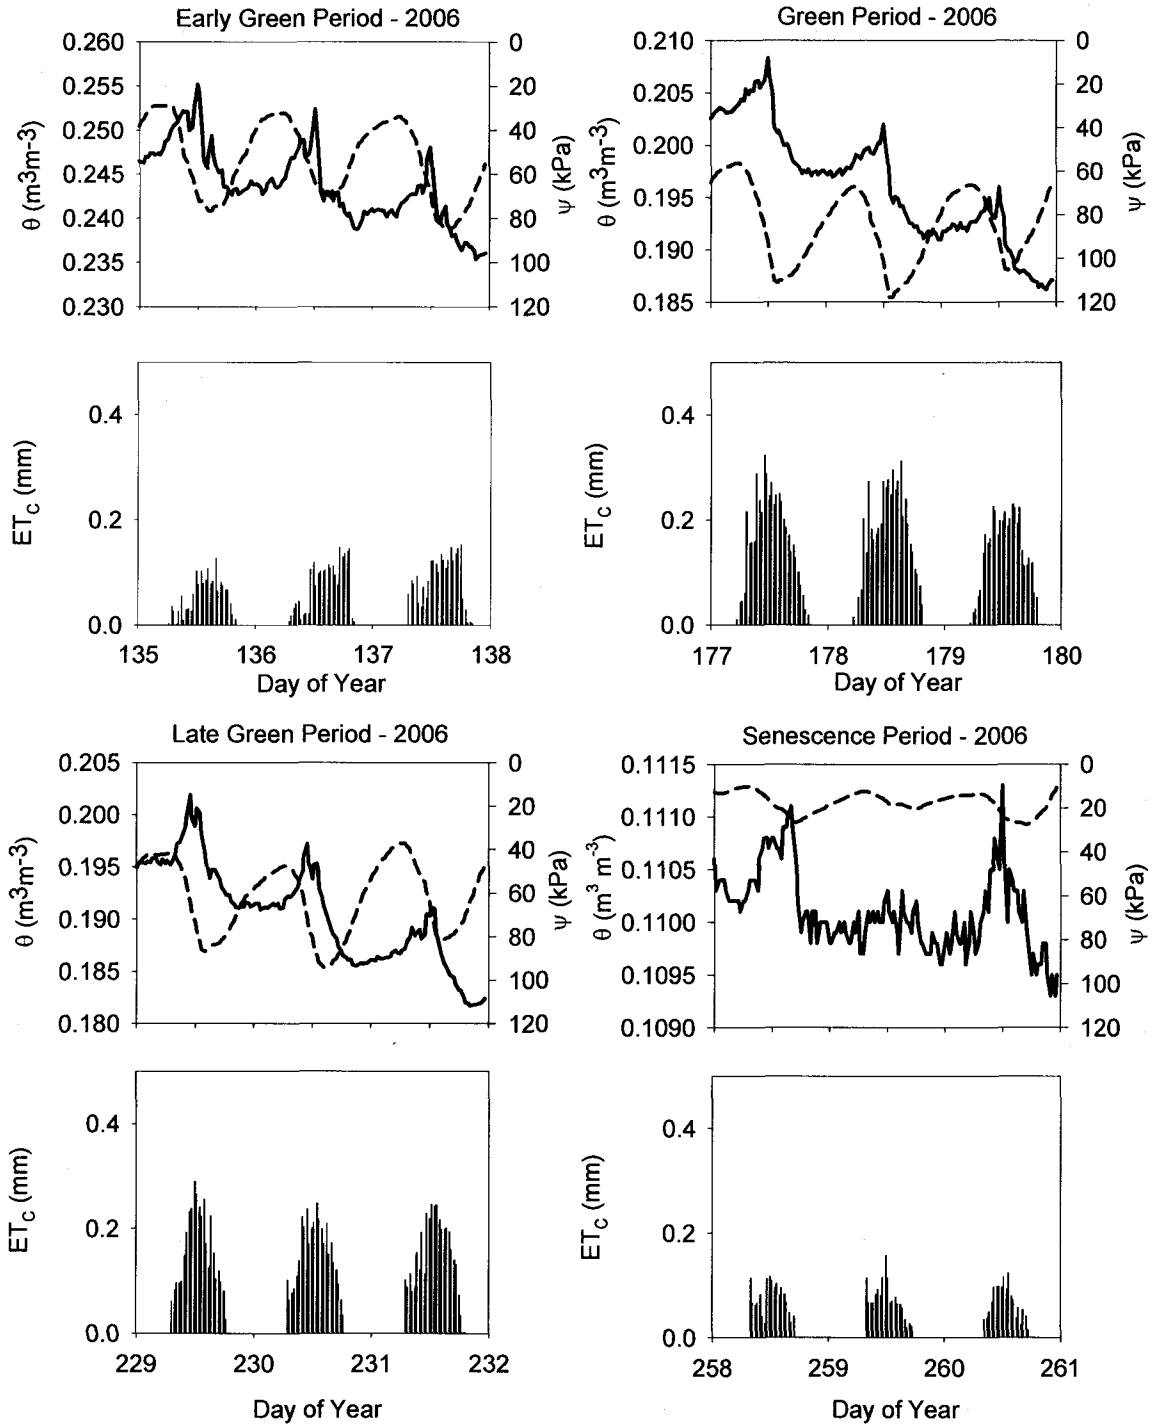 Early Green Period - 2006
0.260
0.255
0.250
0.245
0.240
0.235
0.230
θ (m3m-3)
0
20
40
60
80
100
120
ψ (kPa)
0.4
0.2
0.0
ETC (mm)
135 136 137 138
Day of Year
Green Period - 2006
0.210
0.205
0.200
0.195
0.190
0.185
θ (m3m-3)
0
20
40
60
80
100
120
ψ (kPa)
0.4
0.2
0.0
ETC (mm)
177 178 179 180
Day of Year
Late Green Period - 2006
0.205
0.200
0.195
0.190
0.185
0.180
θ (m3m-3)
0
20
40
60
80
100
120
ψ (kPa)
0.4
0.2
0.0
ETC (mm)
229 230 231 232
Day of Year
Senescence Period - 2006
0.1115
0.1110
0.1105
0.1100
0.1095
0.1090
θ (m3 m-3)
0
20
40
60
80
100
120
ψ (kPa)
0.4
0.2
0.0
ETC (mm)
258 259 260 261
Day of Year